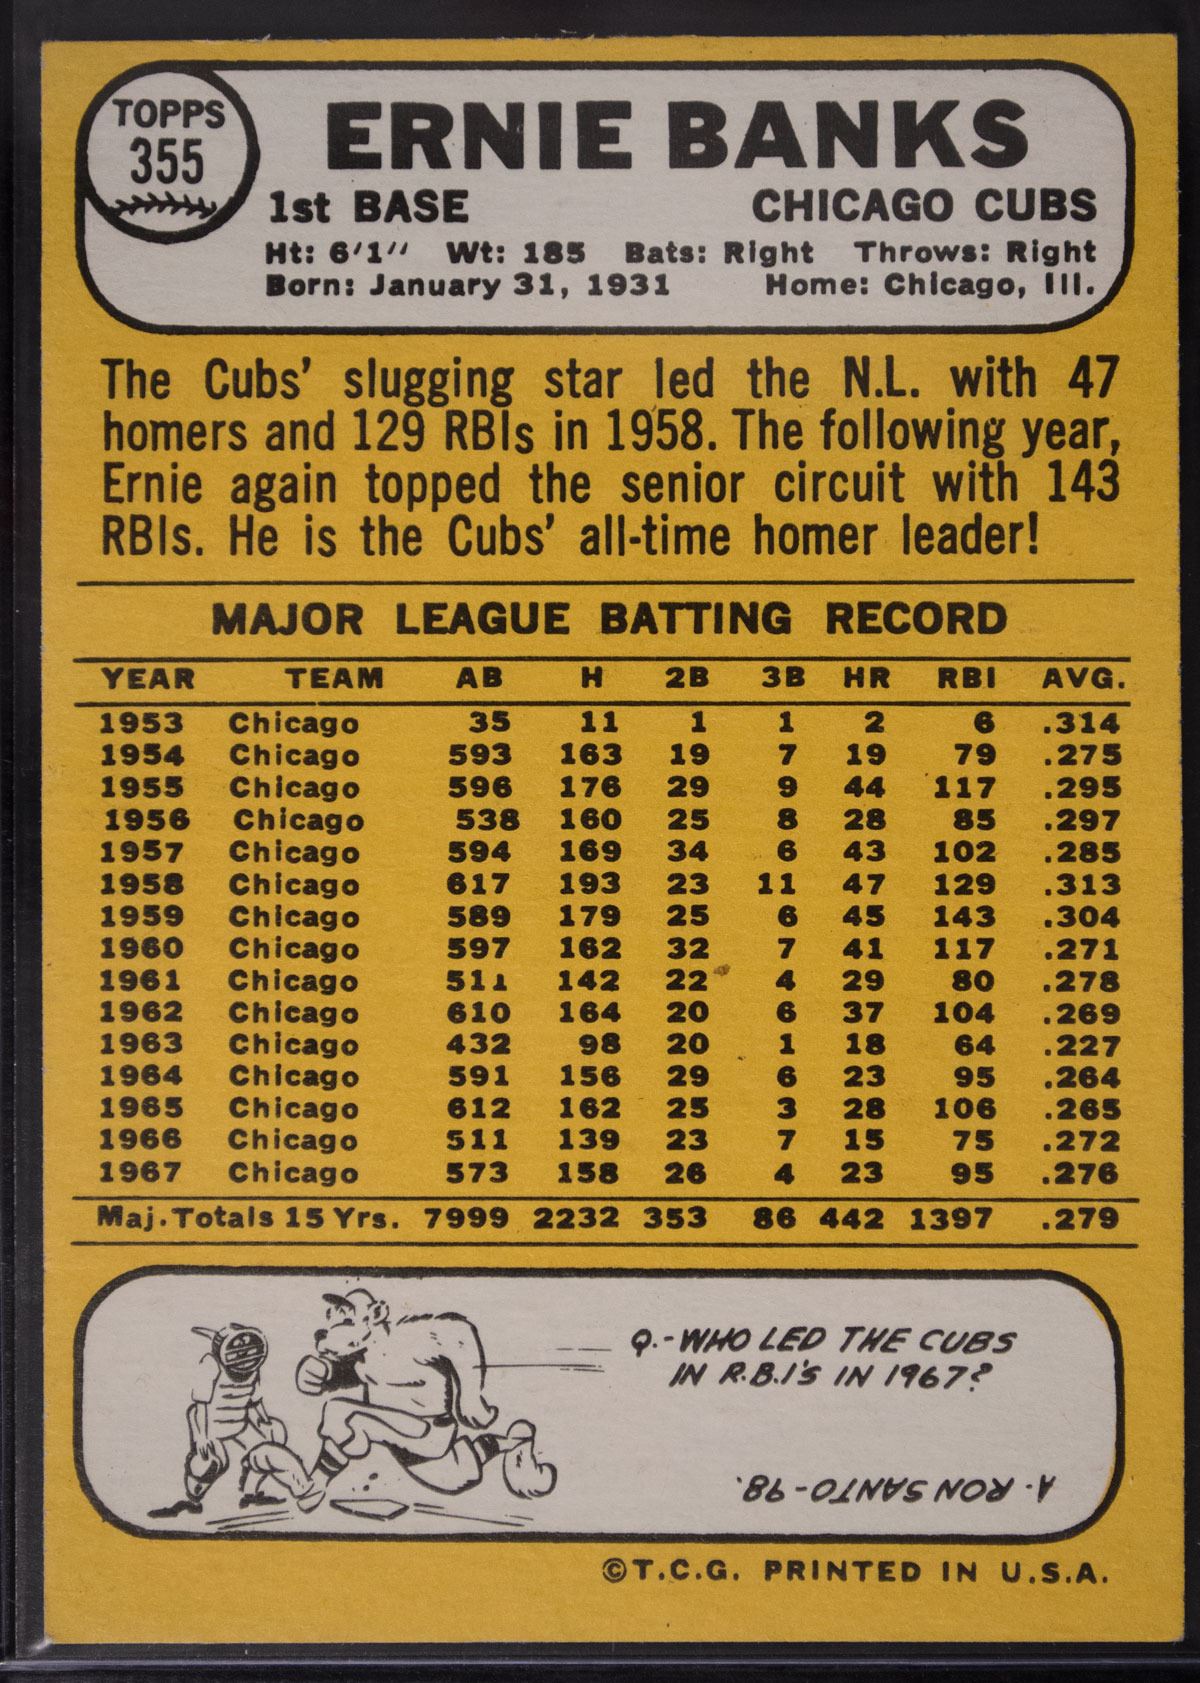 TOPPS
355
ERNIE BANKS
1st BASE CHICAGO CUBS
Ht: 6'1" Wt: 185 Bats: Right Throws: Right
Born: January 31, 1931 Home: Chicago, Ill.
The Cubs' slugging star led the N.L. with 47
homers and 129 RBIs in 1958. The following year,
Ernie again topped the senior circuit with 143
RBIs. He is the Cubs' all-time homer leader!
MAJOR LEAGUE BATTING RECORD
YEAR TEAM AB H 2B 3B HR RBI AVG.
1953 Chicago 35 11 1 1 2 6 .314
1954 Chicago 593 163 19 7 19 79 .275
1955 Chicago 596 176 29 9 44 117 .295
1956 Chicago 538 160 25 8 28 85 .297
1957 Chicago 594 169 34 6 43 102 .285
1958 Chicago 617 193 23 11 47 129 .313
1959 Chicago 589 179 25 6 45 143 .304
1960 Chicago 597 162 32 7 41 117 .271
1961 Chicago 511 142 22 4 29 80 .278
1962 Chicago 610 164 20 6 37 104 .269
1963 Chicago 432 98 20 1 18 64 .227
1964 Chicago 591 156 29 6 23 95 .264
1965 Chicago 612 162 25 3 28 106 .265
1966 Chicago 511 139 23 7 15 75 .272
1967 Chicago 573 158 26 4 23 95 .276
Maj. Totals 15 Yrs. 7999 2232 353 86 442 1397 .279
Q.-WHO LED THE CUBS
IN R.B.I'S IN 1967?
A. RON SANTO-98.
©T.C.G. PRINTED IN U.S.A.